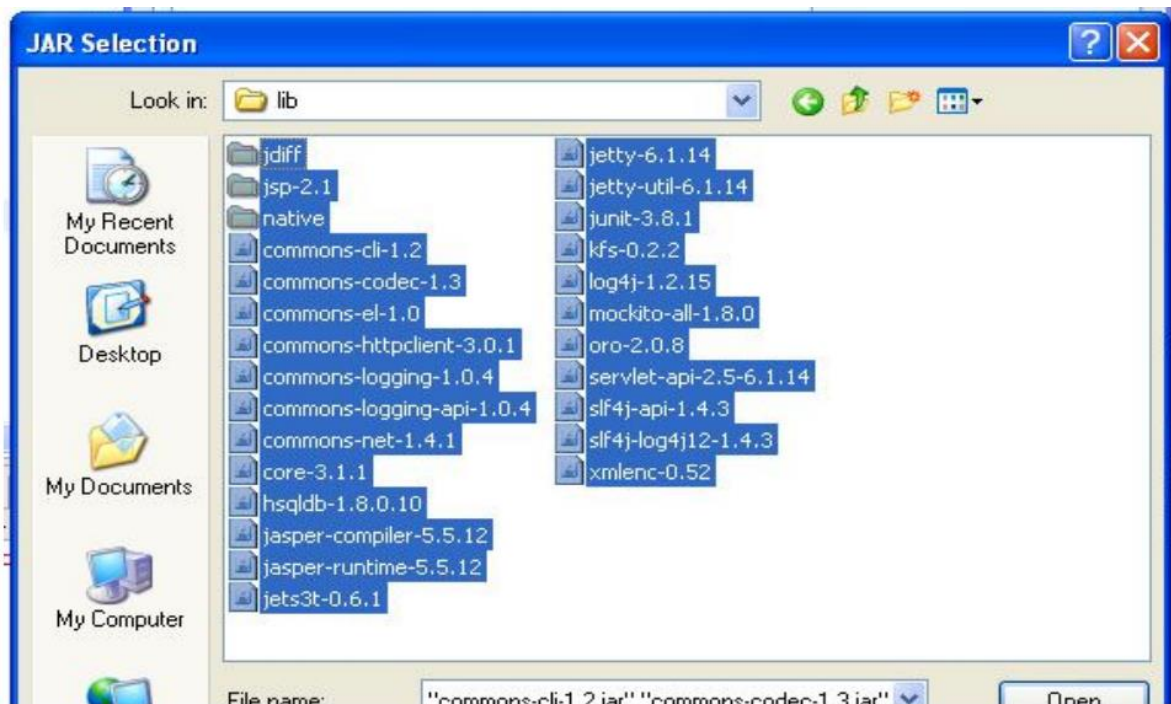 JAR Selection
Look in:
lib
My Recent
Documents
Desktop
My Documents
My Computer
jdiff
jsp-2.1
native
commons-cli-1.2
commons-codec-1.3
commons-el-1.0
commons-httpclient-3.0.1
commons-logging-1.0.4
commons-logging-api-1.0.4
commons-net-1.4.1
core-3.1.1
hsqldb-1.8.0.10
jasper-compiler-5.5.12
jasper-runtime-5.5.12
jets3t-0.6.1
jetty-6.1.14
jetty-util-6.1.14
junit-3.8.1
kfs-0.2.2
log4j-1.2.15
mockito-all-1.8.0
oro-2.0.8
servlet-api-2.5-6.1.14
slf4j-api-1.4.3
slf4j-log4j12-1.4.3
xmlenc-0.52
File name:
"commons-cli-1.2.jar" "commons-codec-1.3.jar"
Open